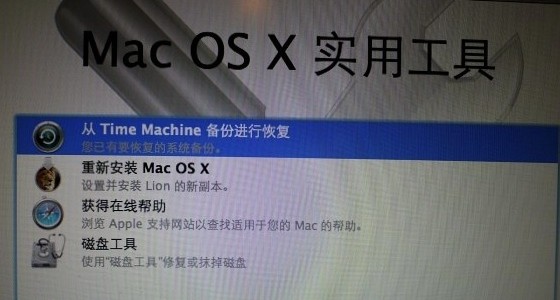 Mac OS X 实用工具
从 Time Machine 备份进行恢复
您已有要恢复的系统备份。
重新安装 Mac OS X
设置并安装 Lion 的新副本。
获得在线帮助
浏览 Apple 支持网站以查找适用于您的 Mac 的帮助。
磁盘工具
使用“磁盘工具”修复或抹掉磁盘